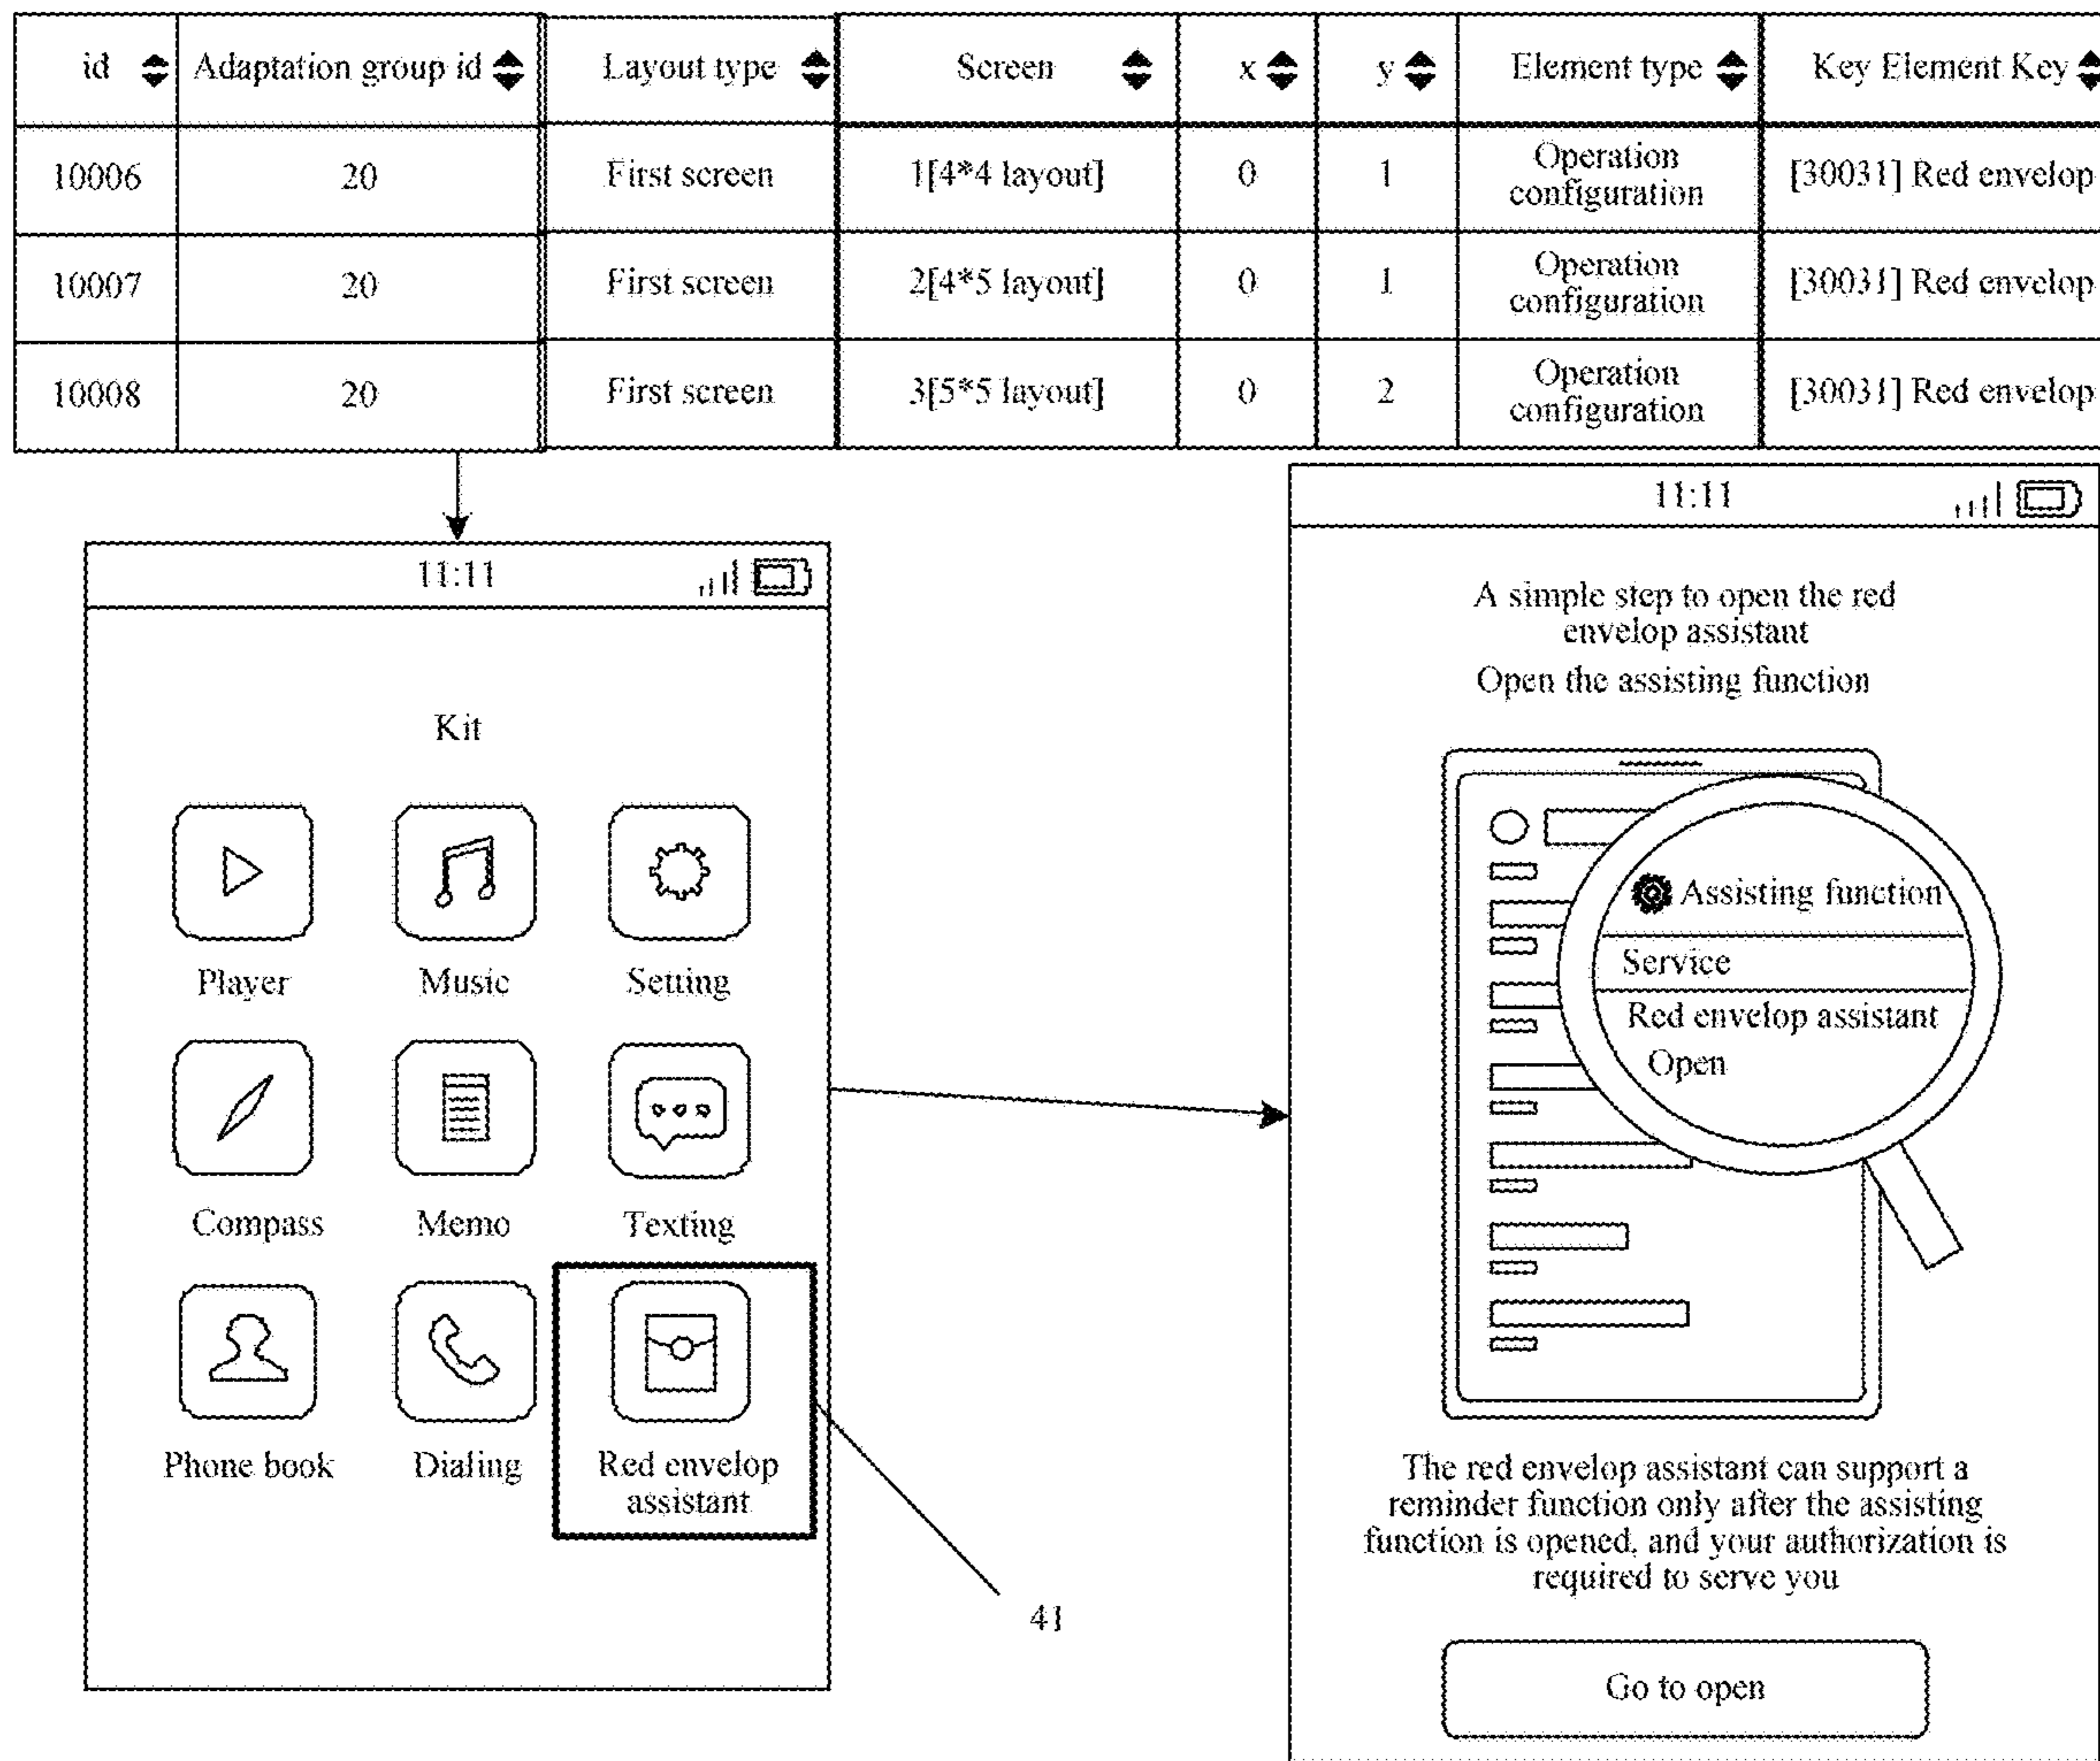 id Adaptation group id Layout type Screen x y Element type Key Element Key
10006 20 First screen 1[4*4 layout] 0 1 Operation configuration [30031] Red envelop
10007 20 First screen 2[4*5 layout] 0 1 Operation configuration [30031] Red envelop
10008 20 First screen 3[5*5 layout] 0 2 Operation configuration [30031] Red envelop
11:11
Kit
Player Music Setting
Compass Memo Texting
Phone book Dialing Red envelop
assistant
41
11:11
A simple step to open the red
envelop assistant
Open the assisting function
Assisting function
Service
Red envelop assistant
Open
The red envelop assistant can support a
reminder function only after the assisting
function is opened, and your authorization is
required to serve you
Go to open